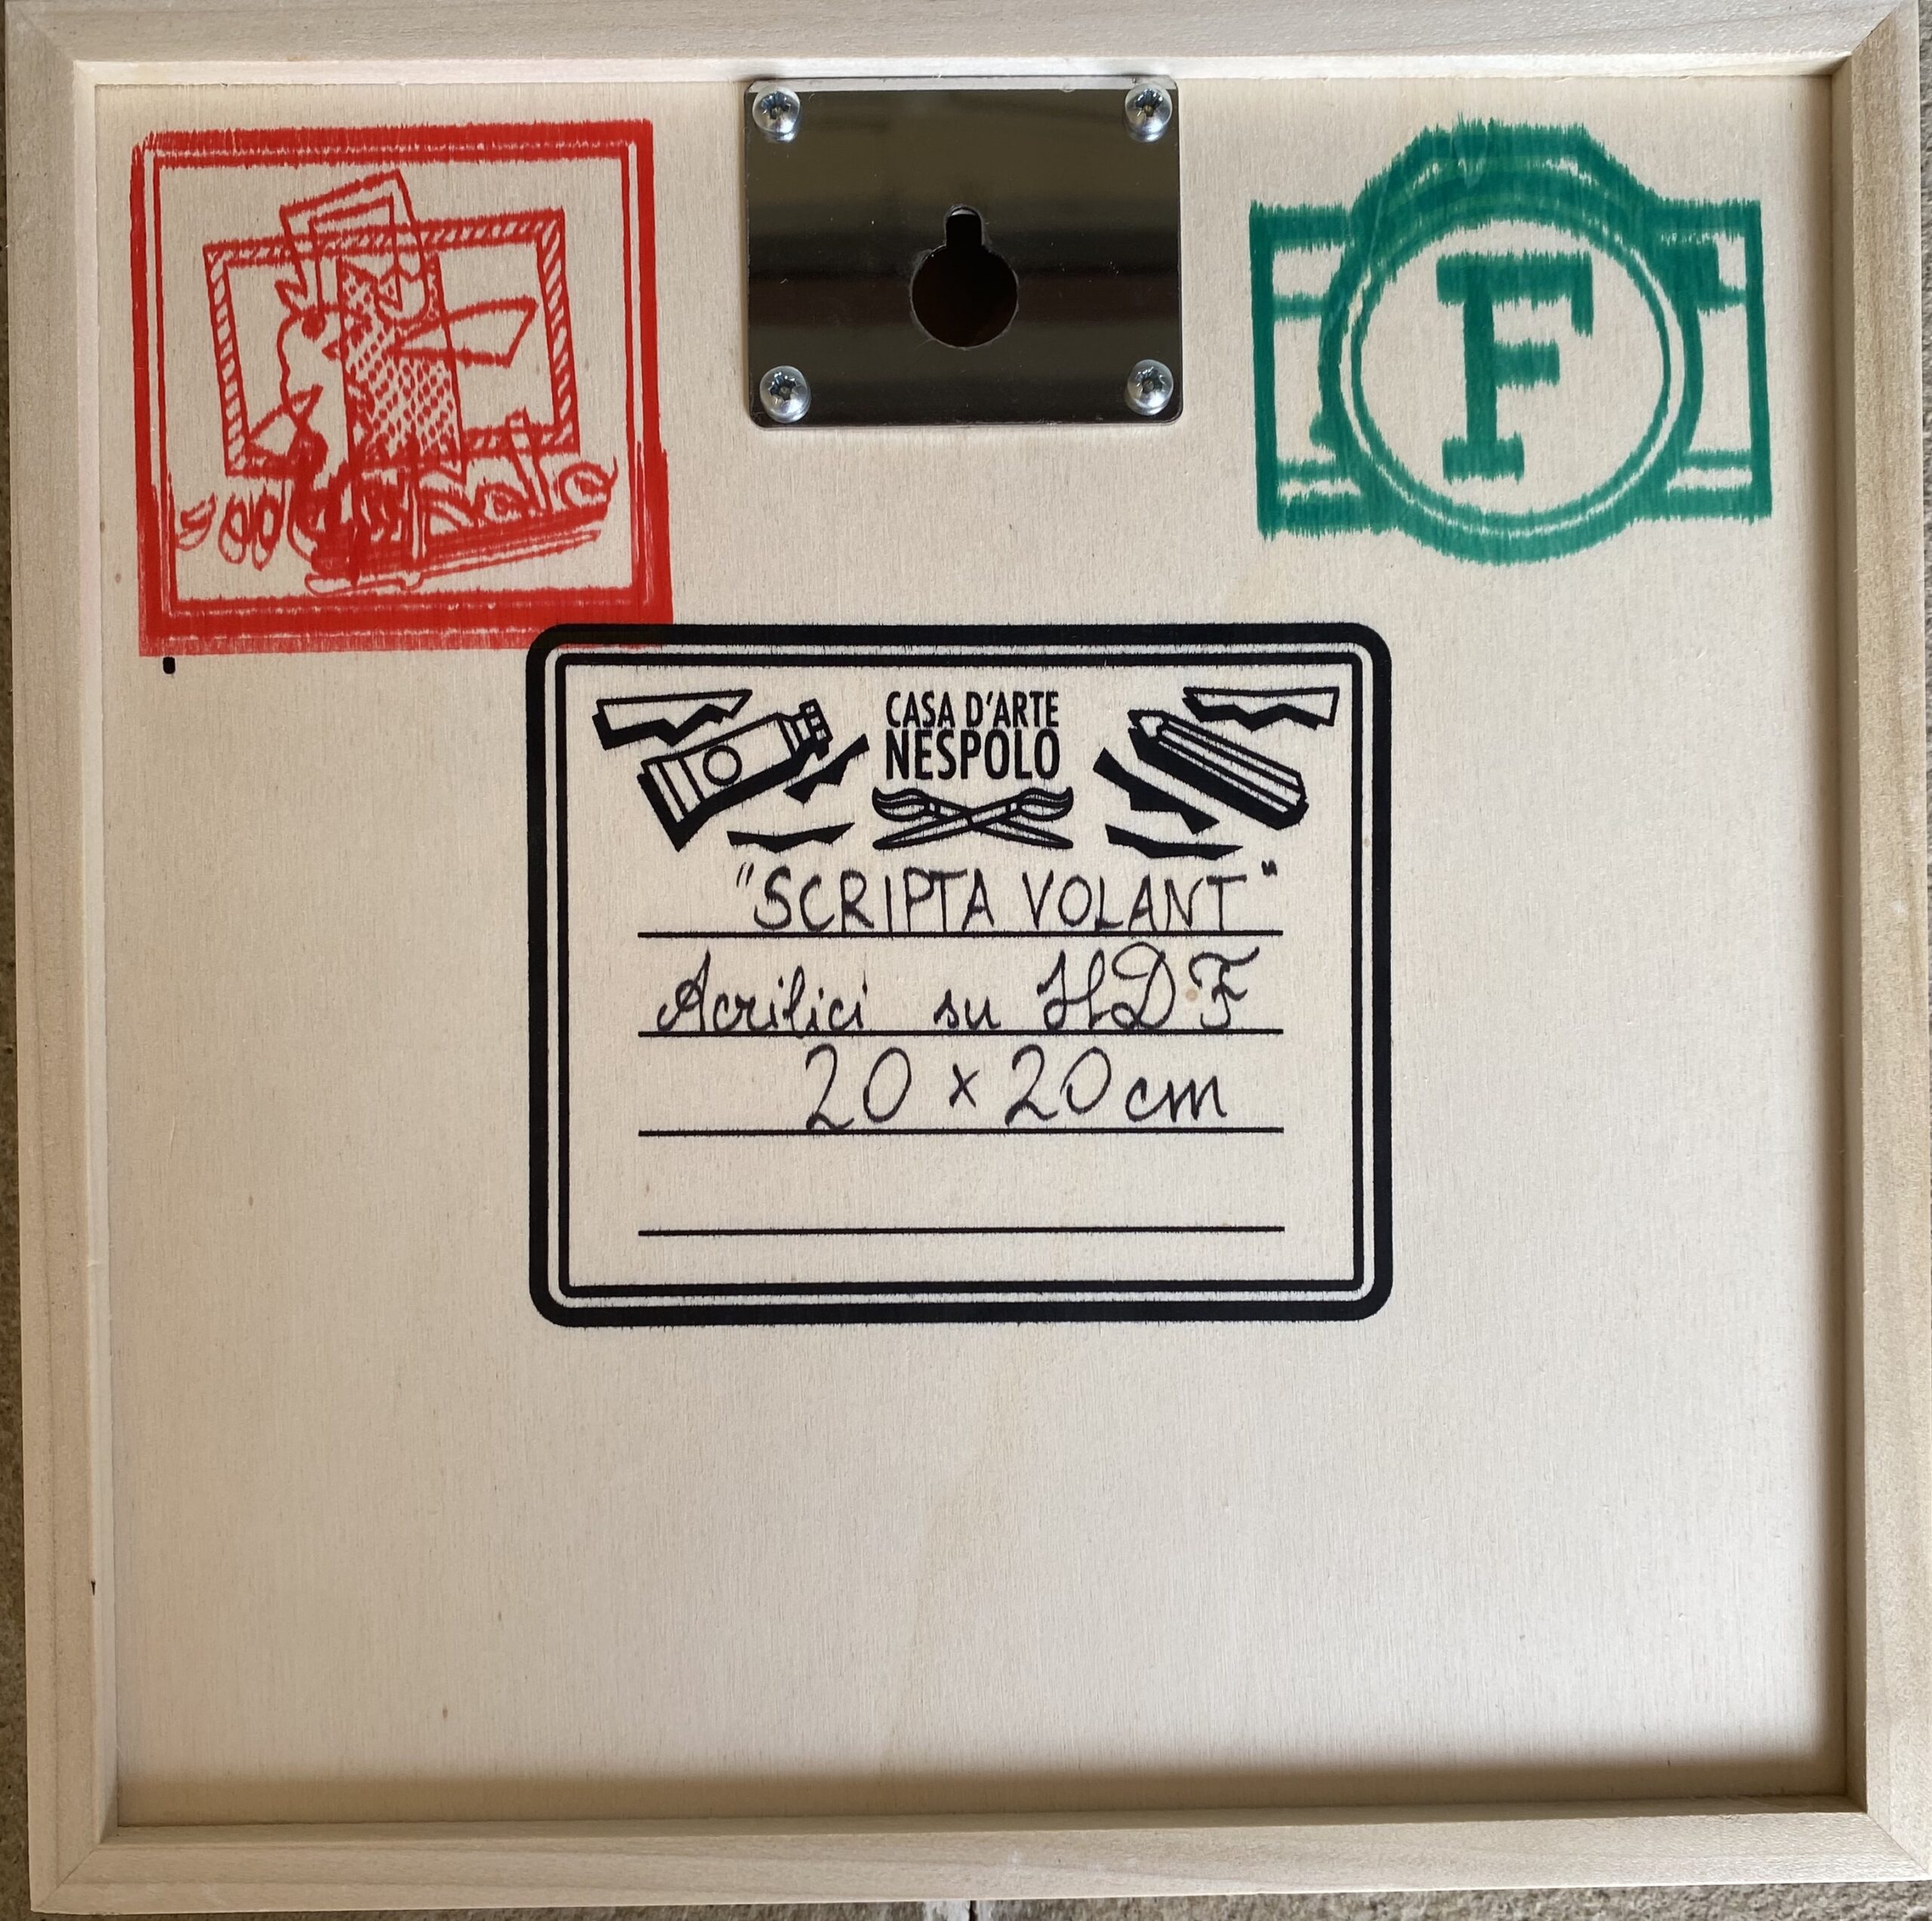 F
CASA D'ARTE
NESPOLO
"SCRIPTA VOLANT"
Acrilici su HDF
20 x 20 cm